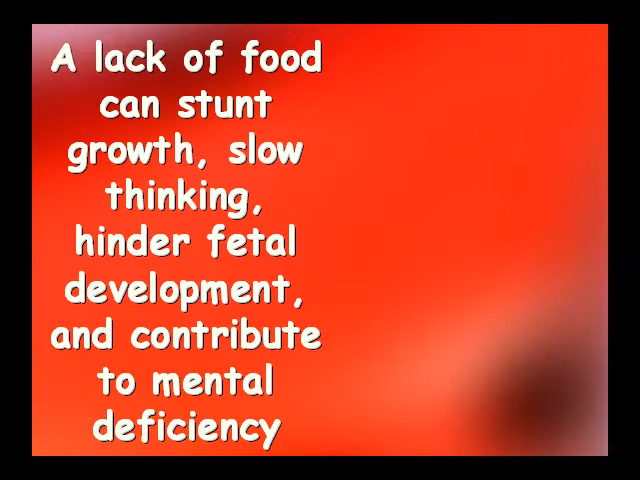 A lack of food
can stunt
growth, slow
thinking,
hinder fetal
development,
and contribute
to mental
deficiency